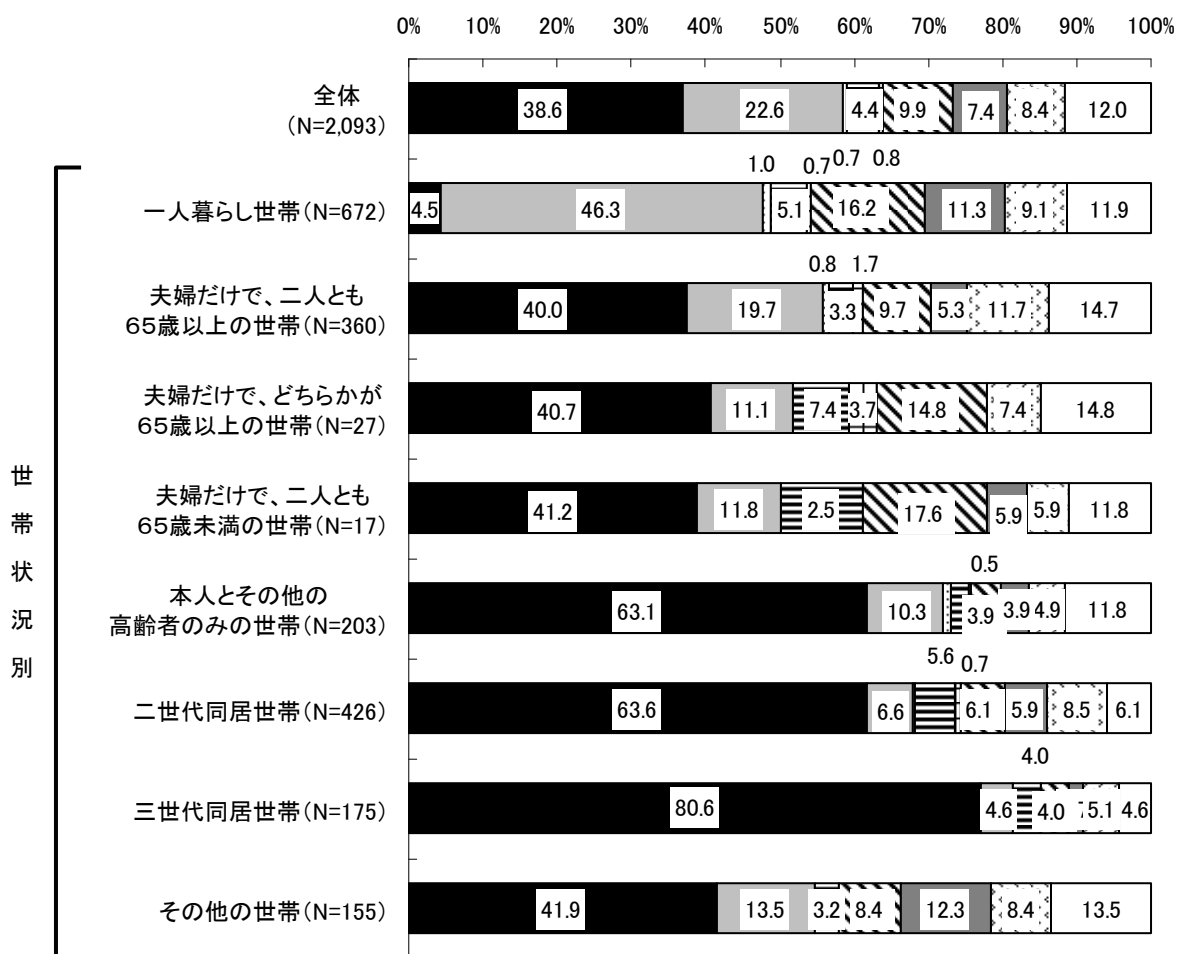 0% 10% 20% 30% 40% 50% 60% 70% 80% 90% 100%
全体
(N=2,093)
38.6 22.6 4.4 9.9 7.4 8.4 12.0
1.0 0.7 0.7 0.8
一人暮らし世帯(N=672)
4.5 46.3 5.1 16.2 11.3 9.1 11.9
0.8 1.7
夫婦だけで、二人とも
65歳以上の世帯(N=360)
40.0 19.7 3.3 9.7 5.3 11.7 14.7
夫婦だけで、どちらかが
65歳以上の世帯(N=27)
40.7 11.1 7.4 3.7 14.8 7.4 14.8
夫婦だけで、二人とも
65歳未満の世帯(N=17)
41.2 11.8 2.5 17.6 5.9 5.9 11.8
0.5
本人とその他の
高齢者のみの世帯(N=203)
63.1 10.3 3.9 3.9 4.9 11.8
5.6 0.7
二世代同居世帯(N=426)
63.6 6.6 6.1 5.9 8.5 6.1
4.0
三世代同居世帯(N=175)
80.6 4.6 4.0 5.1 4.6
その他の世帯(N=155)
41.9 13.5 3.2 8.4 12.3 8.4 13.5
世帯状況別